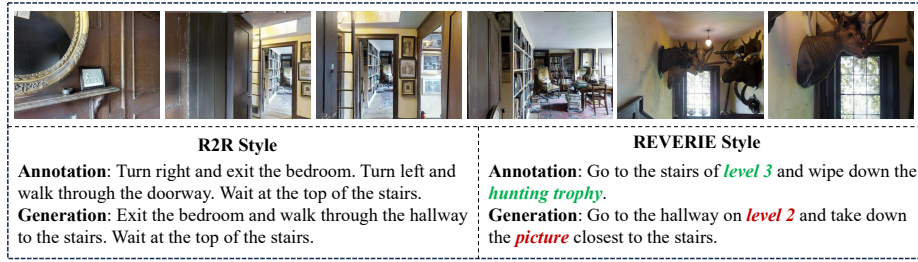 R2R Style
Annotation: Turn right and exit the bedroom. Turn left and
walk through the doorway. Wait at the top of the stairs.
Generation: Exit the bedroom and walk through the hallway
to the stairs. Wait at the top of the stairs.
REVERIE Style
Annotation: Go to the stairs of level 3 and wipe down the
hunting trophy.
Generation: Go to the hallway on level 2 and take down
the picture closest to the stairs.